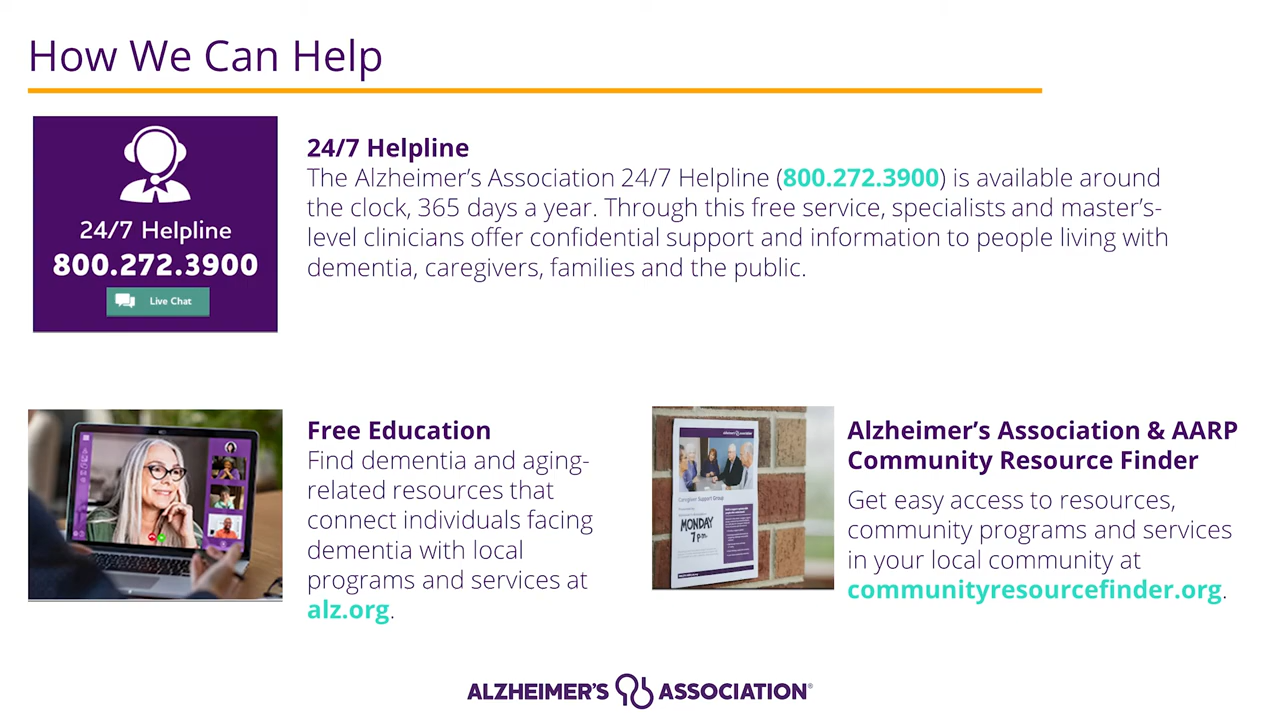 How We Can Help
24/7 Helpline
800.272.3900
Live Chat
24/7 Helpline
The Alzheimer's Association 24/7 Helpline (800.272.3900) is available around
the clock, 365 days a year. Through this free service, specialists and master's-
level clinicians offer confidential support and information to people living with
dementia, caregivers, families and the public.
Free Education
Find dementia and aging-
related resources that
connect individuals facing
dementia with local
programs and services at
alz.org.
Caregiver Support Group
MONDAY
7pm
Alzheimer's Association & AARP
Community Resource Finder
Get easy access to resources,
community programs and services
in your local community at
communityresourcefinder.org.
ALZHEIMER'S ASSOCIATION®